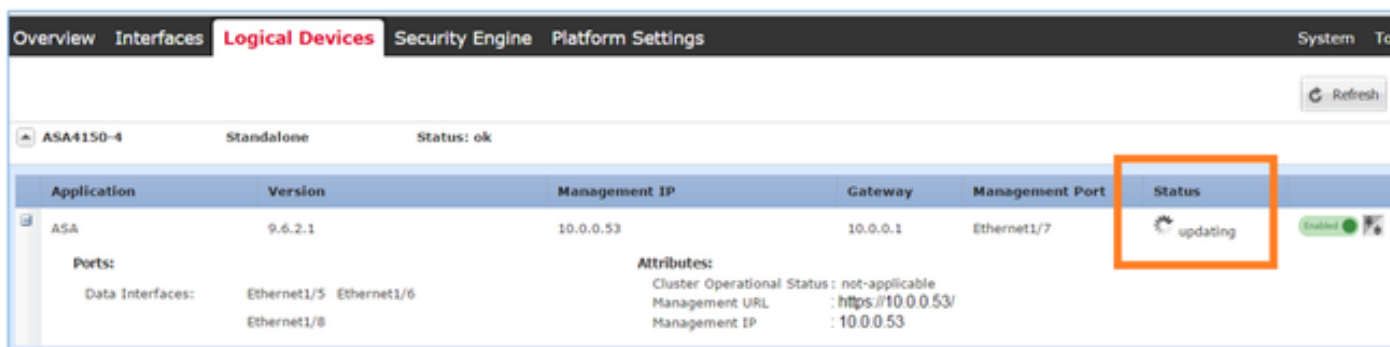 Overview Interfaces Logical Devices Security Engine Platform Settings System To
Refresh
ASA4150-4 Standalone Status: ok
Application Version Management IP Gateway Management Port Status
ASA 9.6.2.1 10.0.0.53 10.0.0.1 Ethernet1/7 updating Enabled
Ports: Attributes:
Cluster Operational Status : not-applicable
Data Interfaces: Ethernet1/5 Ethernet1/6 Management URL : https://10.0.0.53/
Ethernet1/8 Management IP : 10.0.0.53